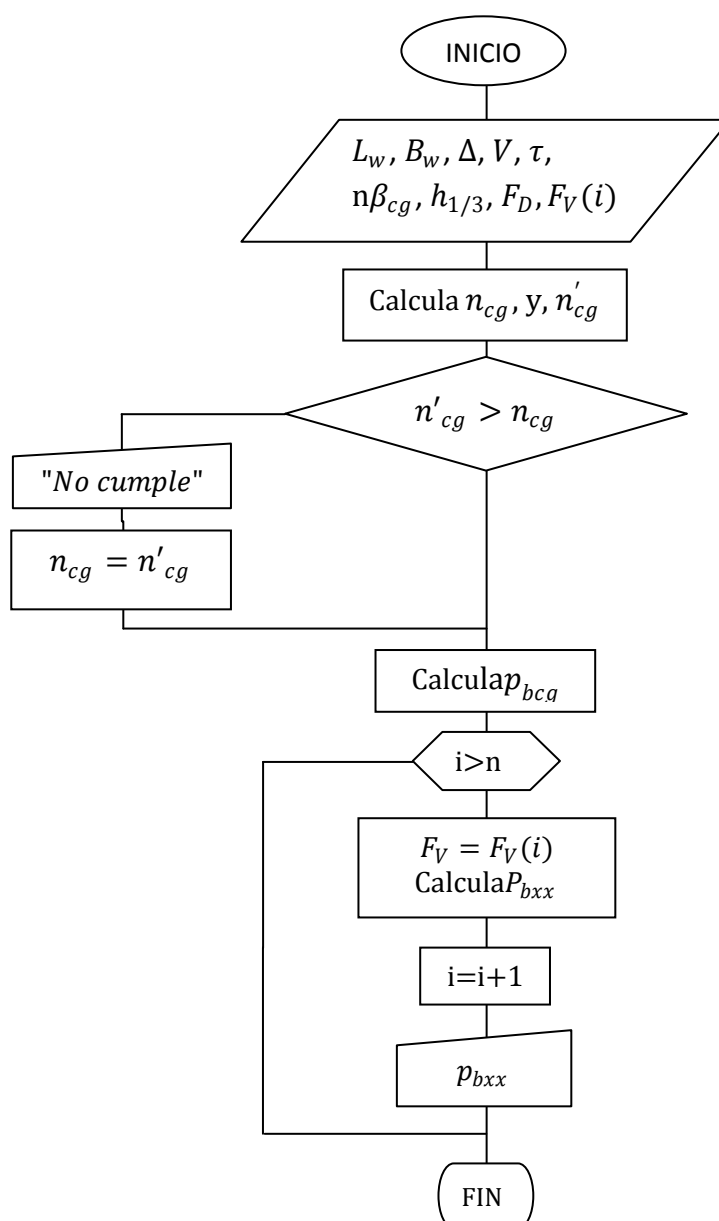 INICIO
L_w, B_w, Δ, V, τ,
nβ_cg, h_1/3, F_D, F_V(i)
Calcula n_cg, y, n'_cg
n'_cg > n_cg
"No cumple"
n_cg = n'_cg
Calculap_bcg
i>n
F_V = F_V(i)
CalculaP_bxx
i=i+1
p_bxx
FIN